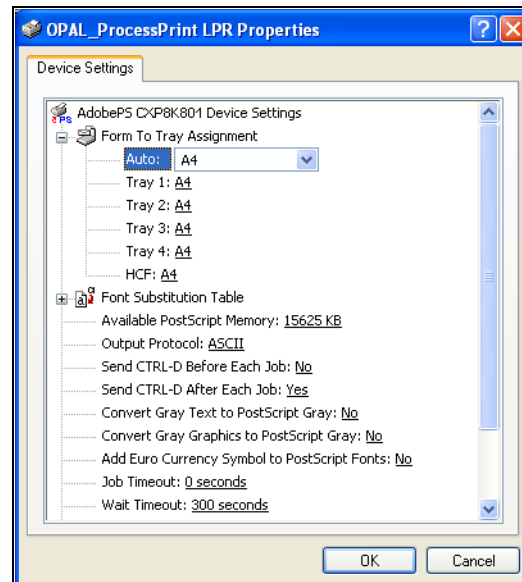 OPAL_ProcessPrint LPR Properties
Device Settings
AdobePS CXP8K801 Device Settings
Form To Tray Assignment
Auto: A4
Tray 1: A4
Tray 2: A4
Tray 3: A4
Tray 4: A4
HCF: A4
Font Substitution Table
Available PostScript Memory: 15625 KB
Output Protocol: ASCII
Send CTRL-D Before Each Job: No
Send CTRL-D After Each Job: Yes
Convert Gray Text to PostScript Gray: No
Convert Gray Graphics to PostScript Gray: No
Add Euro Currency Symbol to PostScript Fonts: No
Job Timeout: 0 seconds
Wait Timeout: 300 seconds
OK Cancel